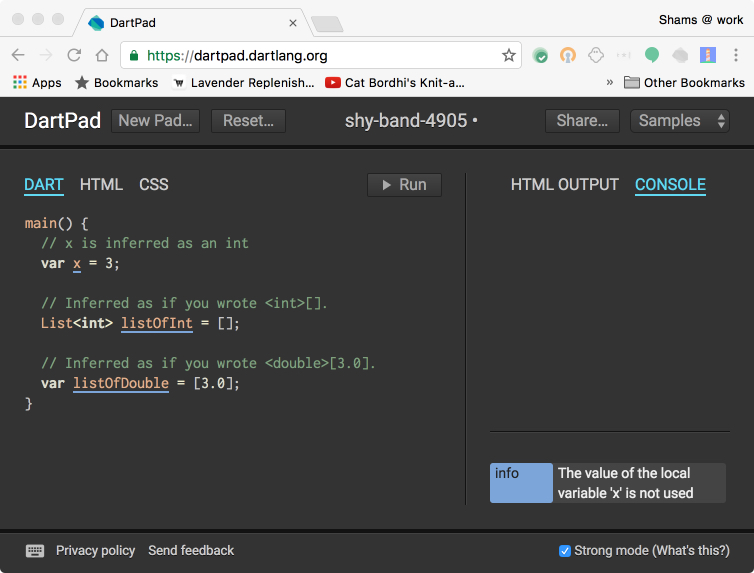 DartPad
Shams @ work
https://dartpad.dartlang.org
Apps
Bookmarks
Lavender Replenish...
Cat Bordhi's Knit-a...
»
Other Bookmarks
DartPad
New Pad...
Reset...
shy-band-4905 •
Share...
Samples
DART HTML CSS
Run
HTML OUTPUT CONSOLE
main() {
// x is inferred as an int
var x = 3;
// Inferred as if you wrote <int>[].
List<int> listOfInt = [];
// Inferred as if you wrote <double>[3.0].
var listOfDouble = [3.0];
}
info
The value of the local
variable 'x' is not used
Privacy policy
Send feedback
Strong mode (What's this?)